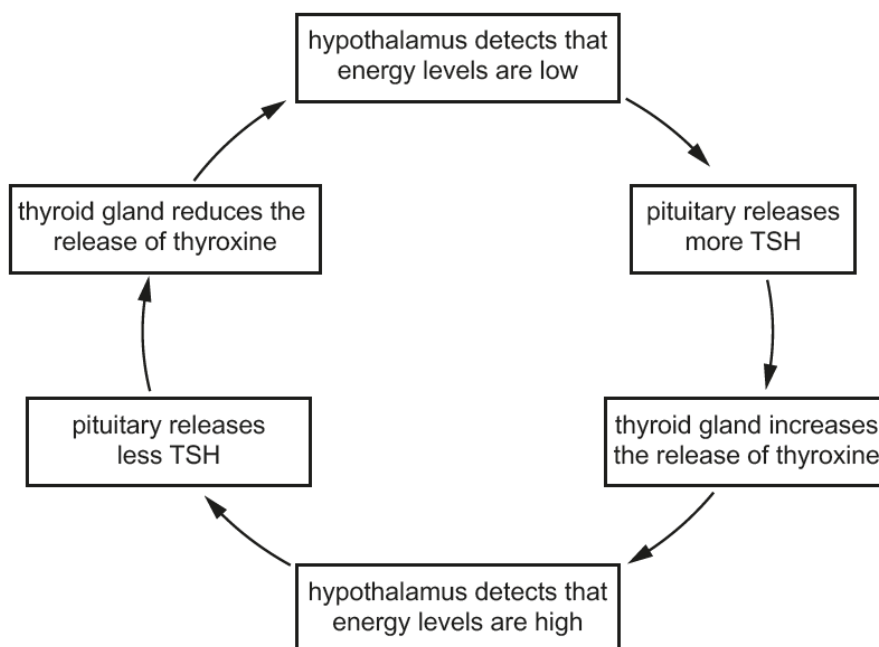 hypothalamus detects that
energy levels are low
pituitary releases
more TSH
thyroid gland increases
the release of thyroxine
hypothalamus detects that
energy levels are high
pituitary releases
less TSH
thyroid gland reduces the
release of thyroxine